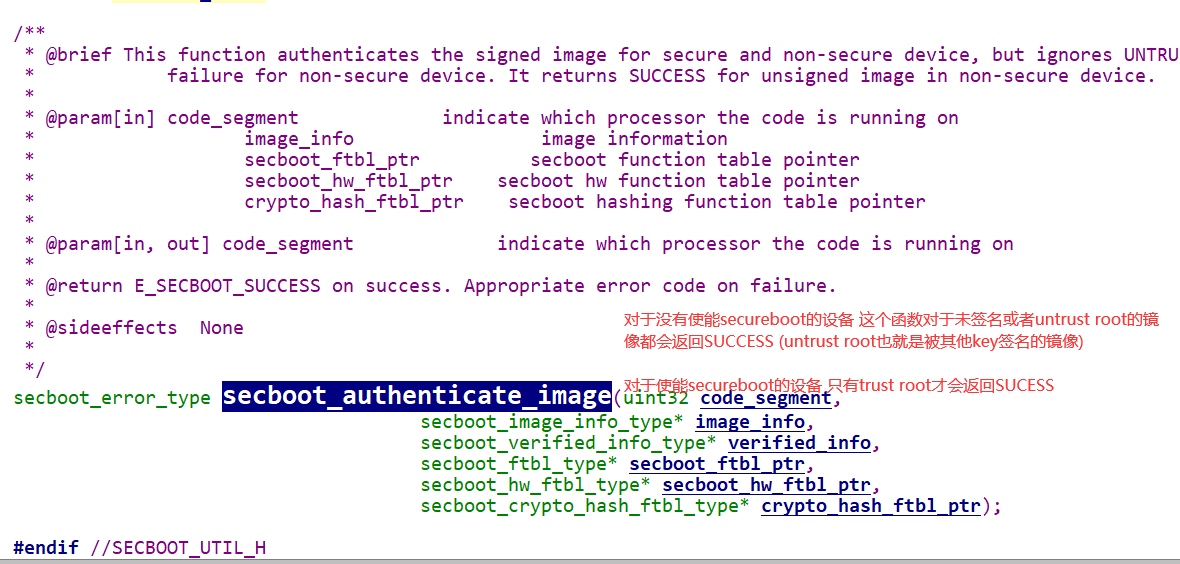 /**
* @brief This function authenticates the signed image for secure and non-secure device, but ignores UNTRU
* failure for non-secure device. It returns SUCCESS for unsigned image in non-secure device.
*
* @param[in] code_segment indicate which processor the code is running on
* image_info image information
* secboot_ftbl_ptr secboot function table pointer
* secboot_hw_ftbl_ptr secboot hw function table pointer
* crypto_hash_ftbl_ptr secboot hashing function table pointer
*
* @param[in, out] code_segment indicate which processor the code is running on
*
* @return E_SECBOOT_SUCCESS on success. Appropriate error code on failure.
*
* @sideeffects None
*
*/
对于没有使能secureboot的设备 这个函数对于未签名或者untrust root的镜
像都会返回SUCCESS (untrust root也就是被其他key签名的镜像)
对于使能secureboot的设备 只有trust root才会返回SUCESS
secboot_error_type secboot_authenticate_image(uint32 code_segment,
secboot_image_info_type* image_info,
secboot_verified_info_type* verified_info,
secboot_ftbl_type* secboot_ftbl_ptr,
secboot_hw_ftbl_type* secboot_hw_ftbl_ptr,
secboot_crypto_hash_ftbl_type* crypto_hash_ftbl_ptr);
#endif //SECBOOT_UTIL_H